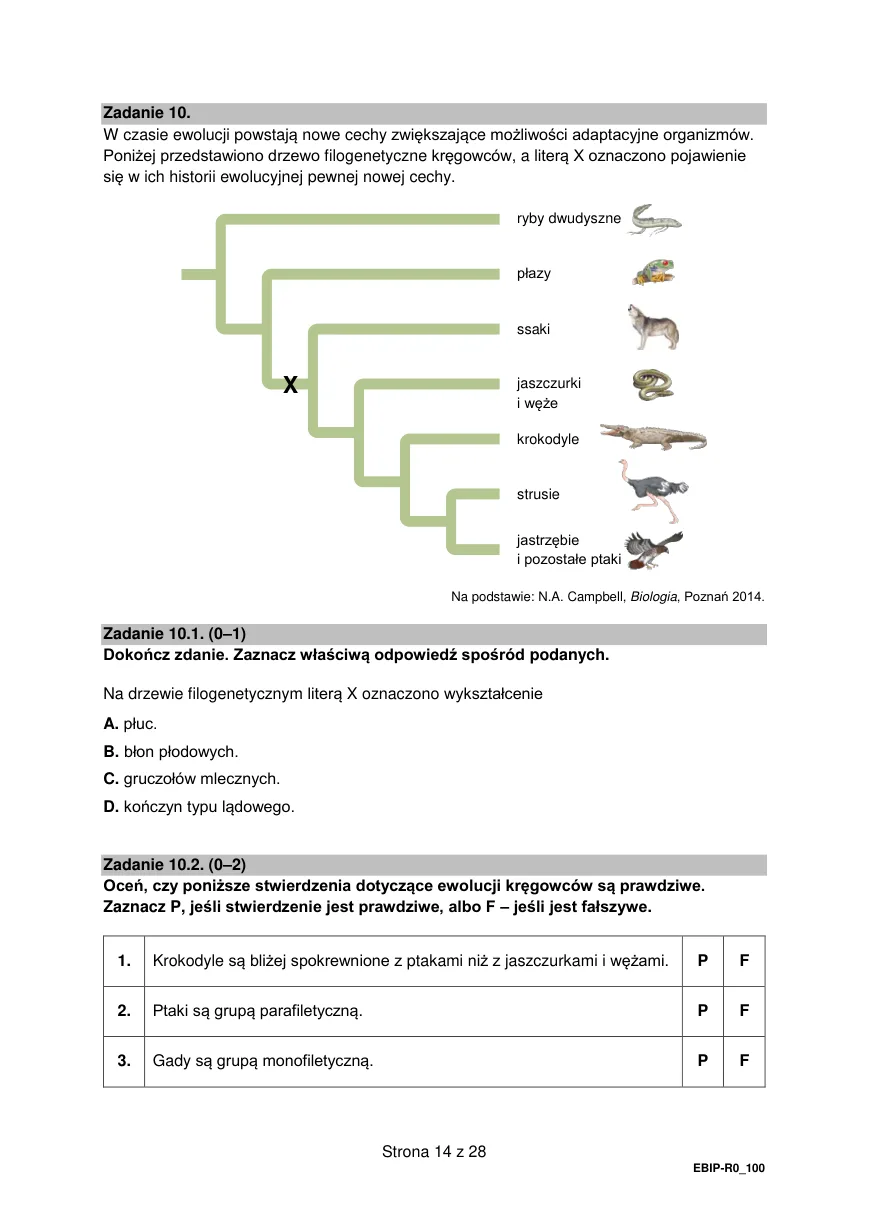 Zadanie 10.
W czasie ewolucji powstają nowe cechy zwiększające możliwości adaptacyjne organizmów.
Poniżej przedstawiono drzewo filogenetyczne kręgowców, a literą X oznaczono pojawienie
się w ich historii ewolucyjnej pewnej nowej cechy.
ryby dwudyszne
płazy
ssaki
X
jaszczurki
i węże
krokodyle
strusie
jastrzębie
i pozostałe ptaki
Na podstawie: N.A. Campbell, Biologia, Poznań 2014.
Zadanie 10.1. (0–1)
Dokończ zdanie. Zaznacz właściwą odpowiedź spośród podanych.
Na drzewie filogenetycznym literą X oznaczono wykształcenie
A. płuc.
B. błon płodowych.
C. gruczołów mlecznych.
D. kończyn typu lądowego.
Zadanie 10.2. (0–2)
Oceń, czy poniższe stwierdzenia dotyczące ewolucji kręgowców są prawdziwe.
Zaznacz P, jeśli stwierdzenie jest prawdziwe, albo F – jeśli jest fałszywe.
1. Krokodyle są bliżej spokrewnione z ptakami niż z jaszczurkami i wężami. P F
2. Ptaki są grupą parafiletyczną. P F
3. Gady są grupą monofiletyczną. P F
Strona 14 z 28
EBIP-R0_100